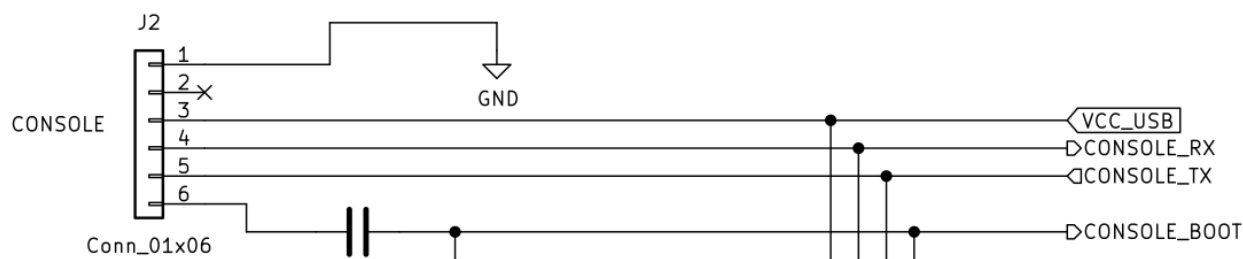 J2
1
2
GND
3
VCC_USB
CONSOLE
4
CONSOLE_RX
5
CONSOLE_TX
6
CONSOLE_BOOT
Conn_01x06